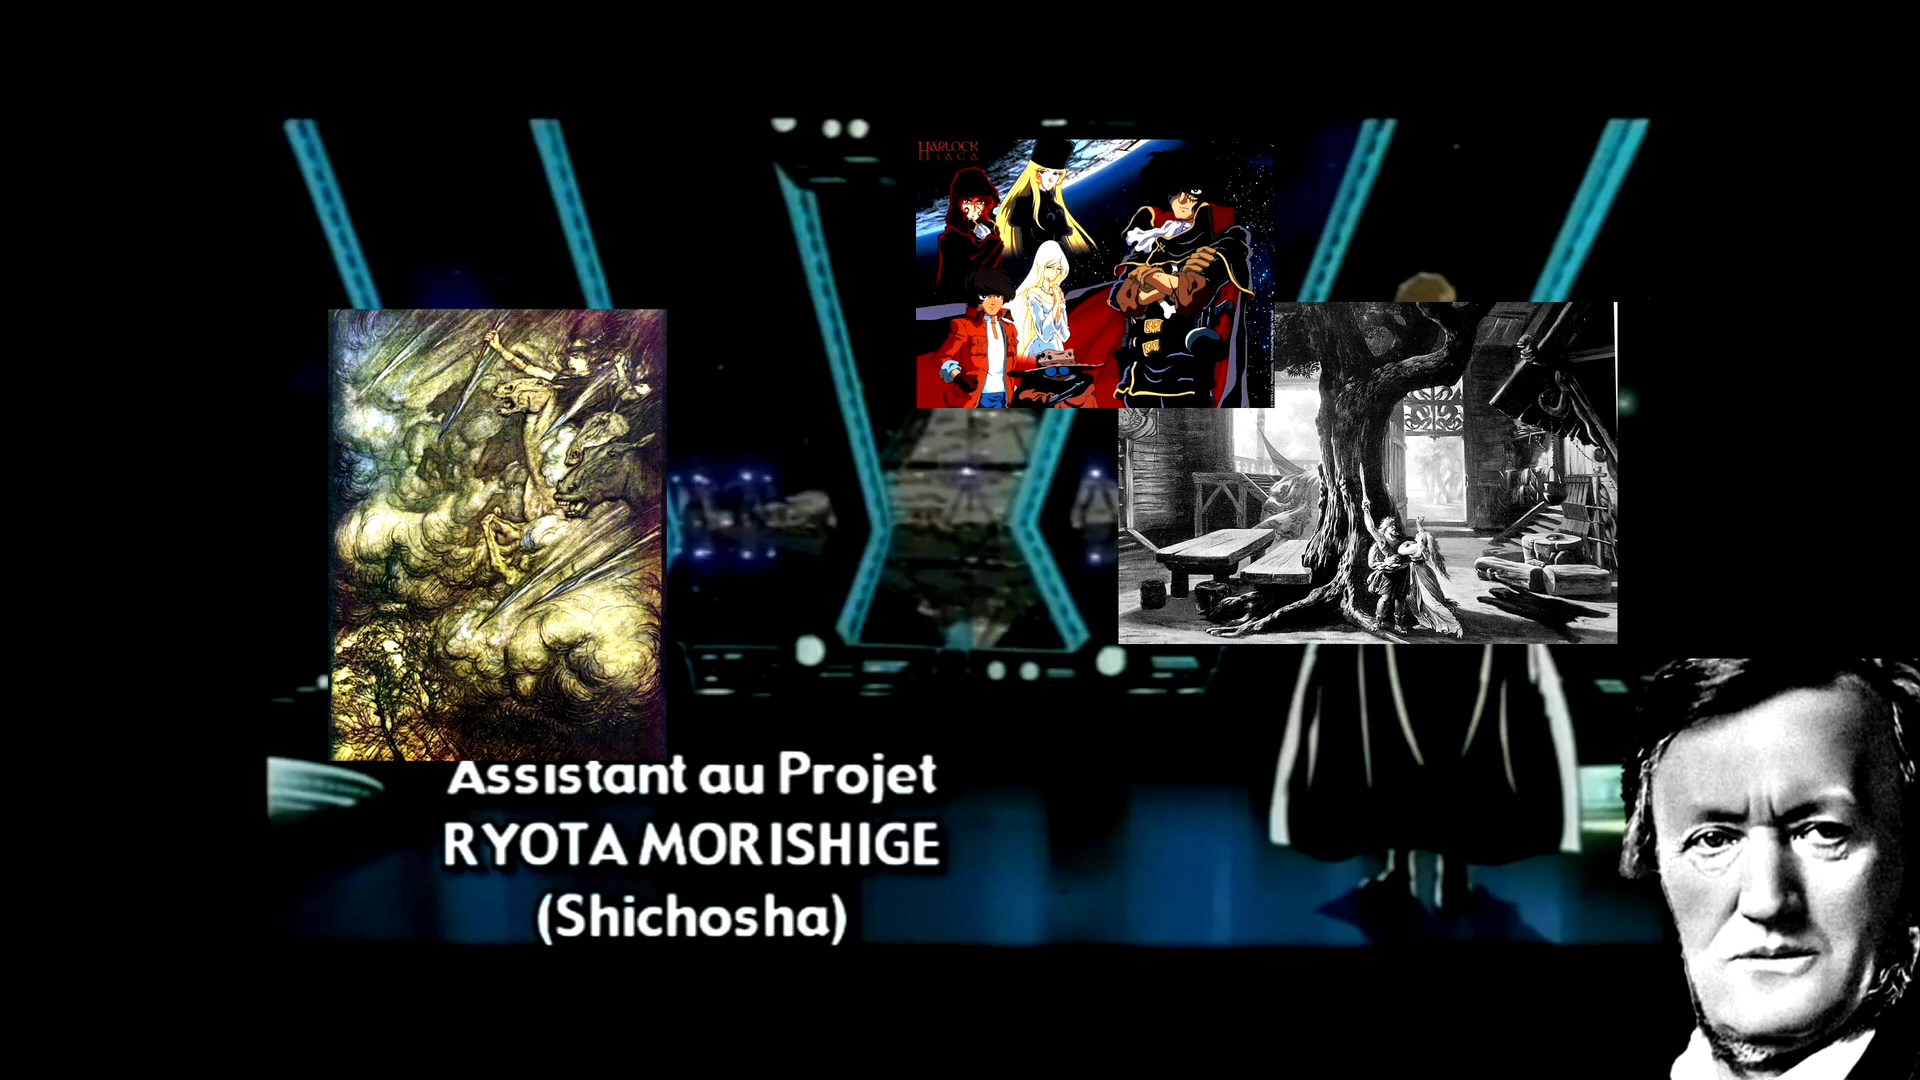 HARLOCK
SAGA
Assistant au Projet
RYOTA MORISHIGE
(Shichosha)